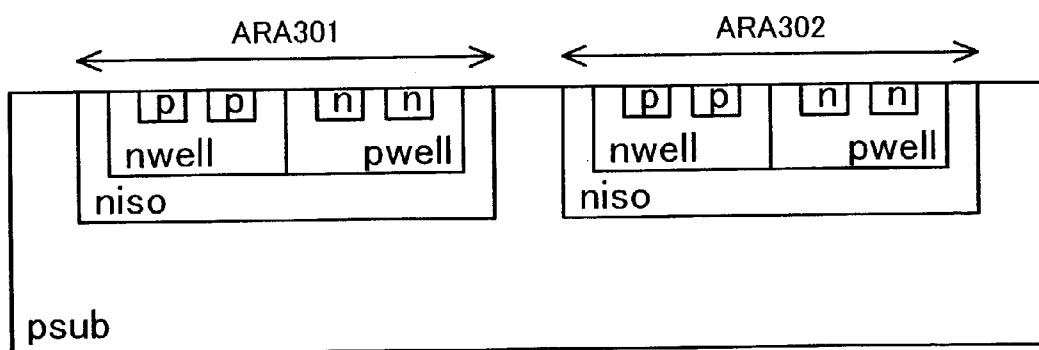 ARA301 ARA302
p p n n p p n n
nwell pwell nwell pwell
niso niso
psub